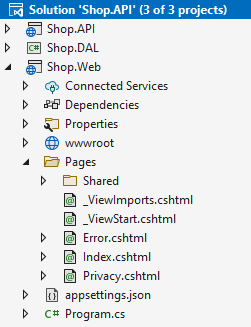 Solution 'Shop.API' (3 of 3 projects)
Shop.API
C# Shop.DAL
Shop.Web
Connected Services
Dependencies
Properties
wwwroot
Pages
Shared
_ViewImports.cshtml
_ViewStart.cshtml
Error.cshtml
Index.cshtml
Privacy.cshtml
appsettings.json
C# Program.cs